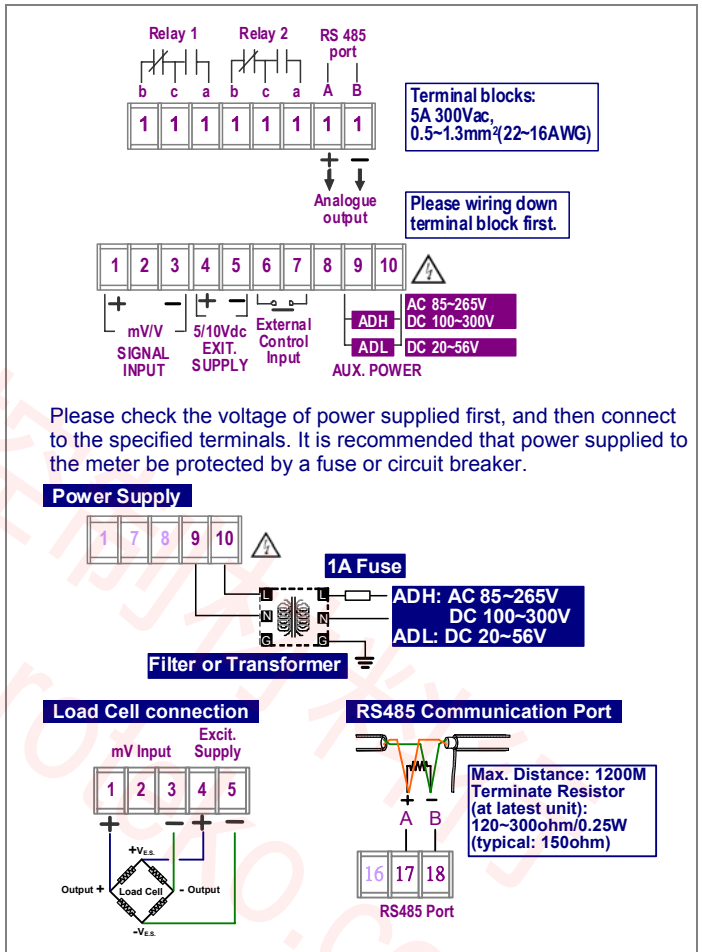 Relay 1 Relay 2 RS 485
port
b c a b c a A B
1 1 1 1 1 1 1 1
Terminal blocks:
5A 300Vac,
0.5~1.3mm²(22~16AWG)
+ −
Analogue
output
Please wiring down
terminal block first.
1 2 3 4 5 6 7 8 9 10
+ − + −
mV/V
SIGNAL
INPUT
5/10Vdc
EXIT.
SUPPLY
External
Control
Input
ADH
AC 85~265V
DC 100~300V
ADL DC 20~56V
AUX. POWER
Please check the voltage of power supplied first, and then connect
to the specified terminals. It is recommended that power supplied to
the meter be protected by a fuse or circuit breaker.
Power Supply
1 7 8 9 10
1A Fuse
L L
N N
G G
ADH: AC 85~265V
DC 100~300V
ADL: DC 20~56V
Filter or Transformer
Load Cell connection
mV Input
Excit.
Supply
1 2 3 4 5
+ − + −
+VE.S.
Output + Load Cell - Output
-VE.S.
RS485 Communication Port
Max. Distance: 1200M
Terminate Resistor
(at latest unit):
120~300ohm/0.25W
(typical: 150ohm)
+ −
A B
16 17 18
RS485 Port